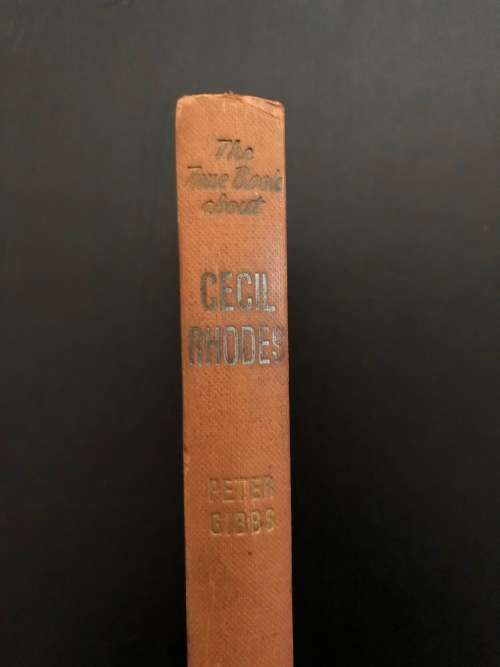 The
True Book
about
CECIL
RHODES
PETER
GIBBS